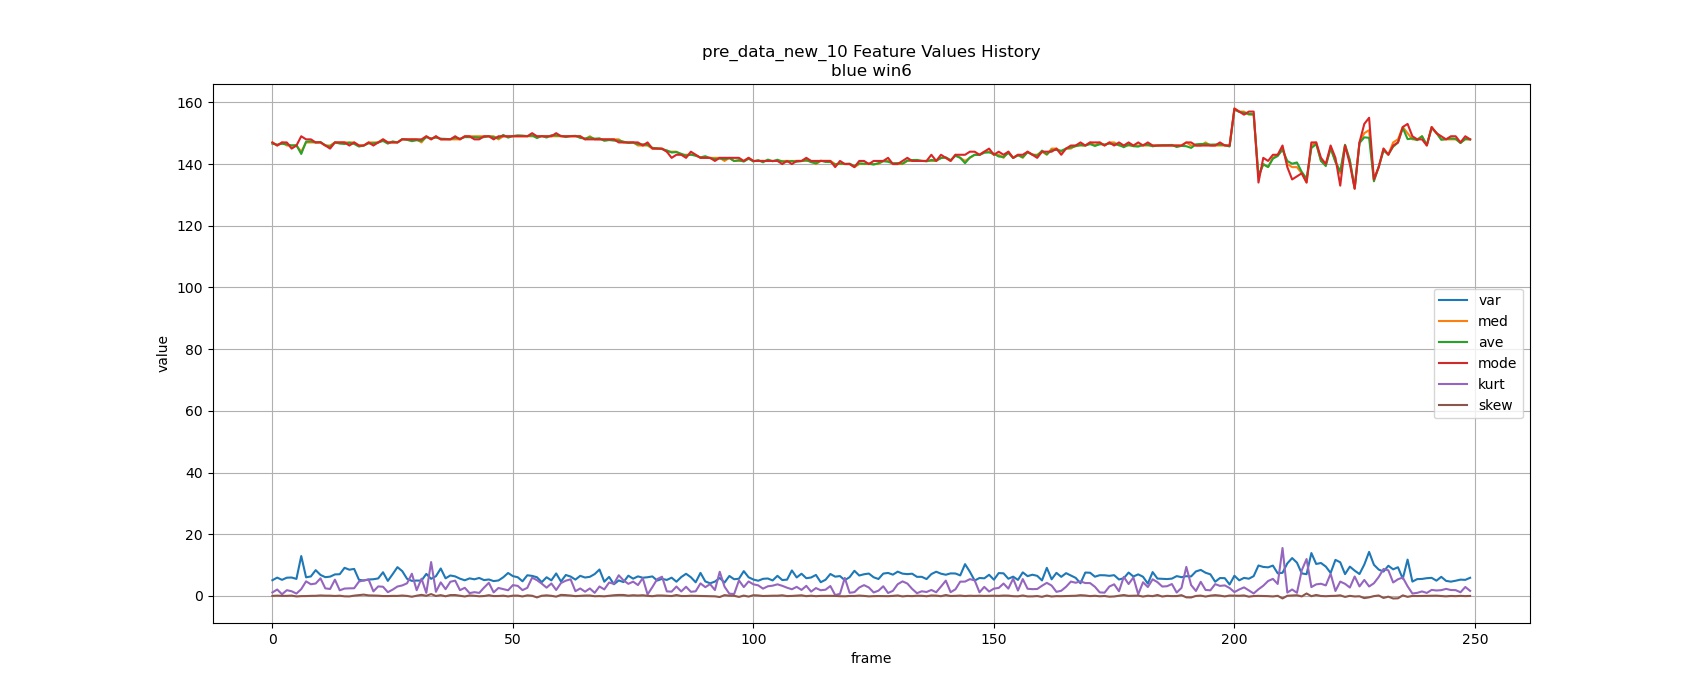 pre_data_new_10 Feature Values History
blue win6
160
140
120
100
80
60
40
20
0
value
var
med
ave
mode
kurt
skew
0 50 100 150 200 250
frame